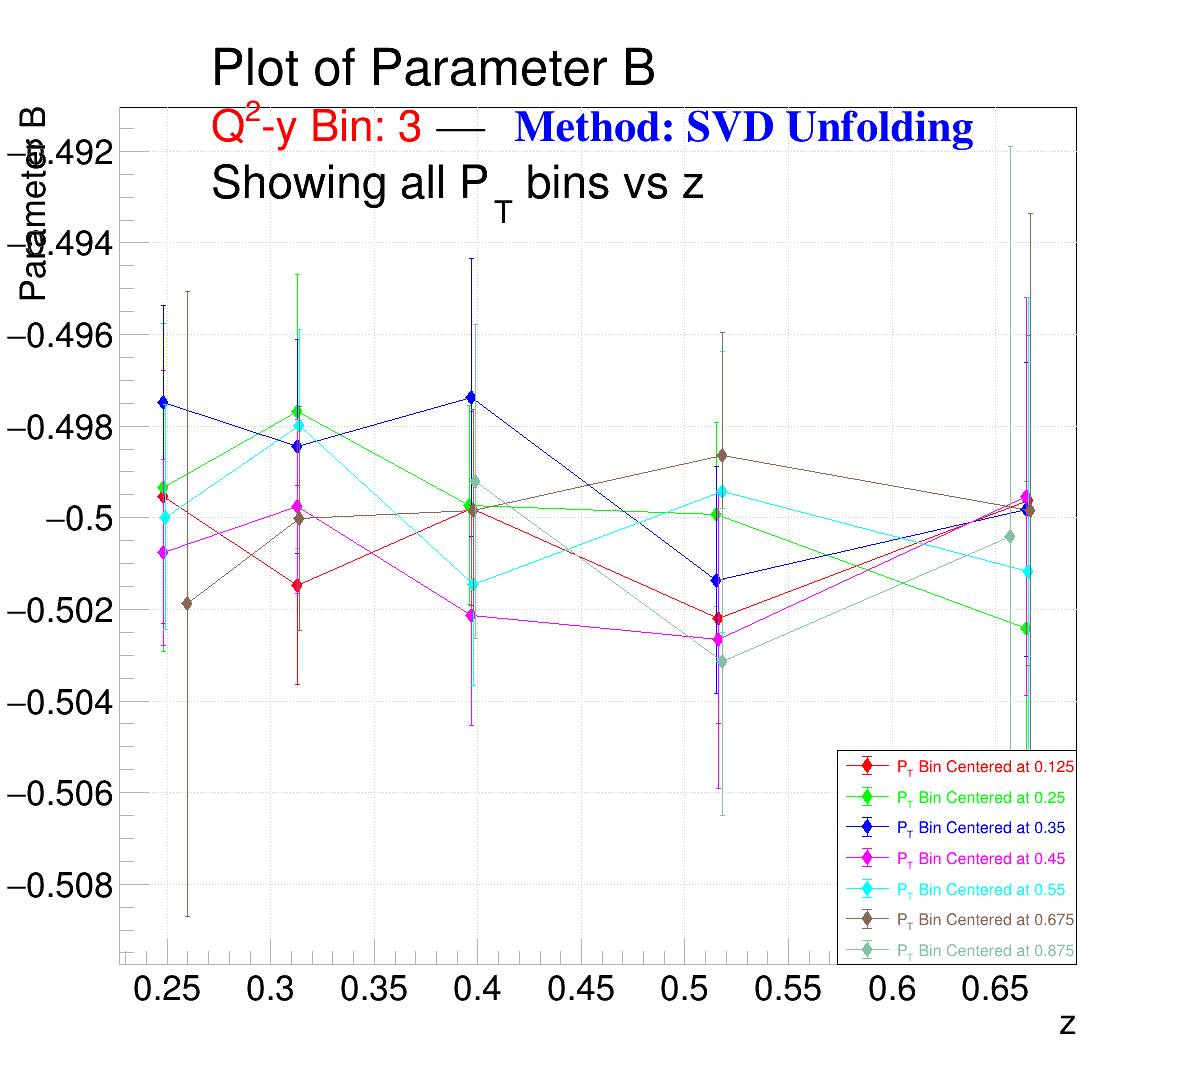 Plot of Parameter B
Q2-y Bin: 3 — Method: SVD Unfolding
Showing all PT bins vs z
Parameter B
−0.492
−0.494
−0.496
−0.498
−0.5
−0.502
−0.504
−0.506
−0.508
PT Bin Centered at 0.125
PT Bin Centered at 0.25
PT Bin Centered at 0.35
PT Bin Centered at 0.45
PT Bin Centered at 0.55
PT Bin Centered at 0.675
PT Bin Centered at 0.875
0.25 0.3 0.35 0.4 0.45 0.5 0.55 0.6 0.65
z